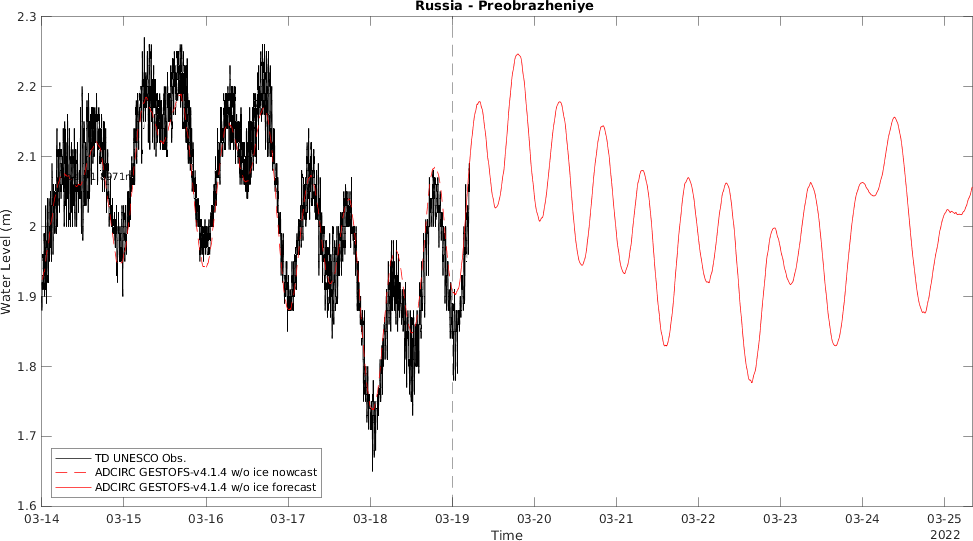 Russia - Preobrazheniye
2.3
2.2
2.1
2
1.9
1.8
1.7
1.6
Water Level (m)
TD UNESCO Obs.
ADCIRC GESTOFS-v4.1.4 w/o ice nowcast
ADCIRC GESTOFS-v4.1.4 w/o ice forecast
03-14 03-15 03-16 03-17 03-18 03-19 03-20 03-21 03-22 03-23 03-24 03-25
Time
2022